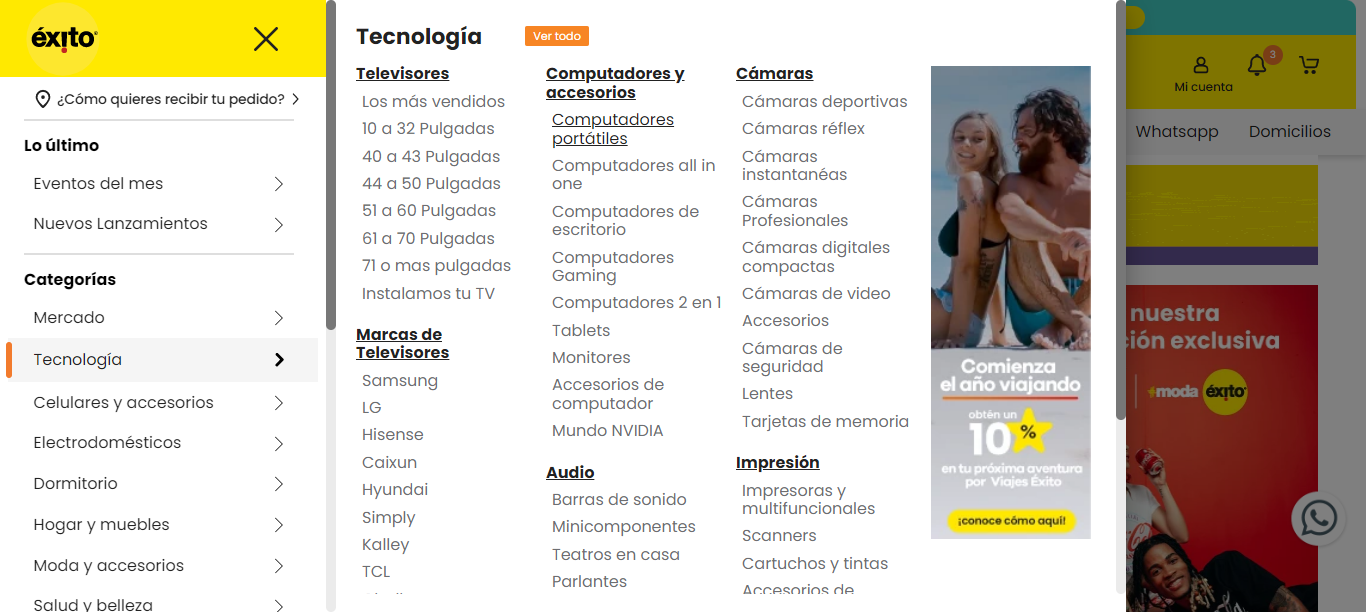 éxito
¿Cómo quieres recibir tu pedido?
Lo último
Eventos del mes
Nuevos Lanzamientos
Categorías
Mercado
Tecnología
Celulares y accesorios
Electrodomésticos
Dormitorio
Hogar y muebles
Moda y accesorios
Salud y belleza
Tecnología
Ver todo
Televisores
Los más vendidos
10 a 32 Pulgadas
40 a 43 Pulgadas
44 a 50 Pulgadas
51 a 60 Pulgadas
61 a 70 Pulgadas
71 o mas pulgadas
Instalamos tu TV
Marcas de
Televisores
Samsung
LG
Hisense
Caixun
Hyundai
Simply
Kalley
TCL
Computadores y
accesorios
Computadores
portátiles
Computadores all in
one
Computadores de
escritorio
Computadores
Gaming
Computadores 2 en 1
Tablets
Monitores
Accesorios de
computador
Mundo NVIDIA
Audio
Barras de sonido
Minicomponentes
Teatros en casa
Parlantes
Cámaras
Cámaras deportivas
Cámaras réflex
Cámaras
instantanéas
Cámaras
Profesionales
Cámaras digitales
compactas
Cámaras de video
Accesorios
Cámaras de
seguridad
Lentes
Tarjetas de memoria
Impresión
Impresoras y
multifuncionales
Scanners
Cartuchos y tintas
Accesorios de
Comienza
el año viajando
obtén un
10%
en tu próxima aventura
por Viajes Éxito
¡conoce cómo aquí!
Mi cuenta
3
Whatsapp
Domicilios
nuestra
ción exclusiva
moda éxito